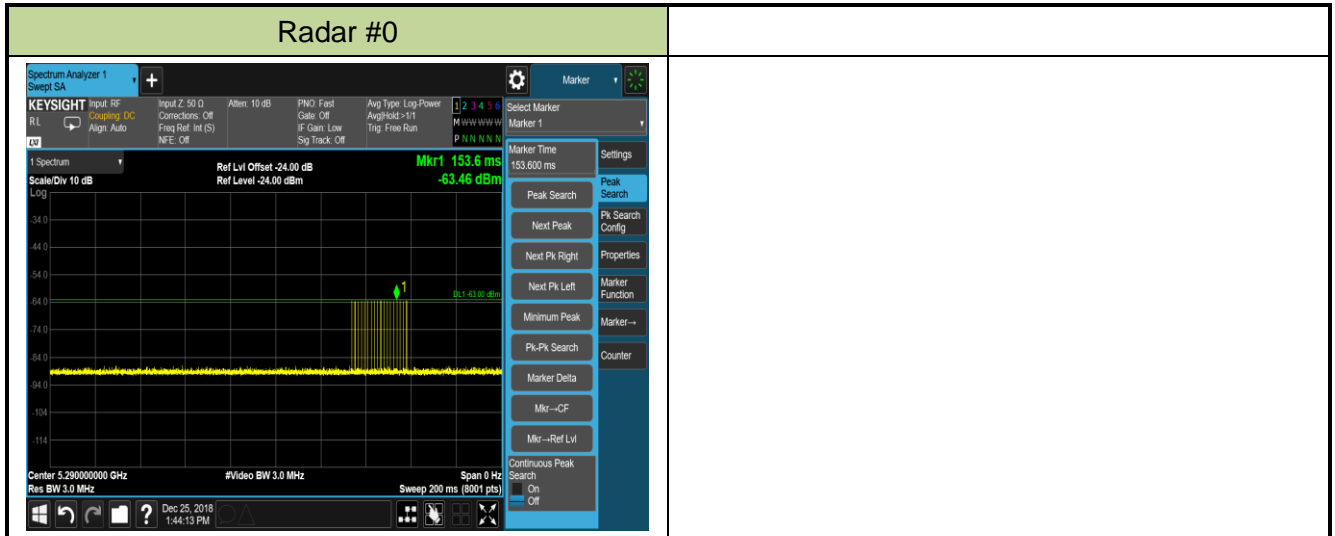 Radar #0
Spectrum Analyzer 1
Swept SA
Marker
KEYSIGHT
RL
LXI
Input: RF
Coupling: DC
Align: Auto
Input Z: 50 Ω
Corrections: Off
Freq Ref: Int (S)
NFE: Off
Atten: 10 dB
PNO: Fast
Gate: Off
IF Gain: Low
Sig Track: Off
Avg Type: Log-Power
Avg|Hold:>1/1
Trig: Free Run
1 2 3 4 5 6
M W W W W W
P N N N N N
Select Marker
Marker 1
1 Spectrum
Scale/Div 10 dB
Log
Ref Lvl Offset -24.00 dB
Ref Level -24.00 dBm
Mkr1 153.6 ms
-63.46 dBm
-34.0
-44.0
-54.0
-64.0
-74.0
-84.0
-94.0
-104
-114
1
DL1 -63.00 dBm
Center 5.290000000 GHz
Res BW 3.0 MHz
#Video BW 3.0 MHz
Span 0 Hz
Sweep 200 ms (8001 pts)
Marker Time
153.600 ms
Peak Search
Next Peak
Next Pk Right
Next Pk Left
Minimum Peak
Pk-Pk Search
Marker Delta
Mkr→CF
Mkr→Ref Lvl
Continuous Peak
Search
On
Off
Settings
Peak
Search
Pk Search
Config
Properties
Marker
Function
Marker→
Counter
?
Dec 25, 2018
1:44:13 PM